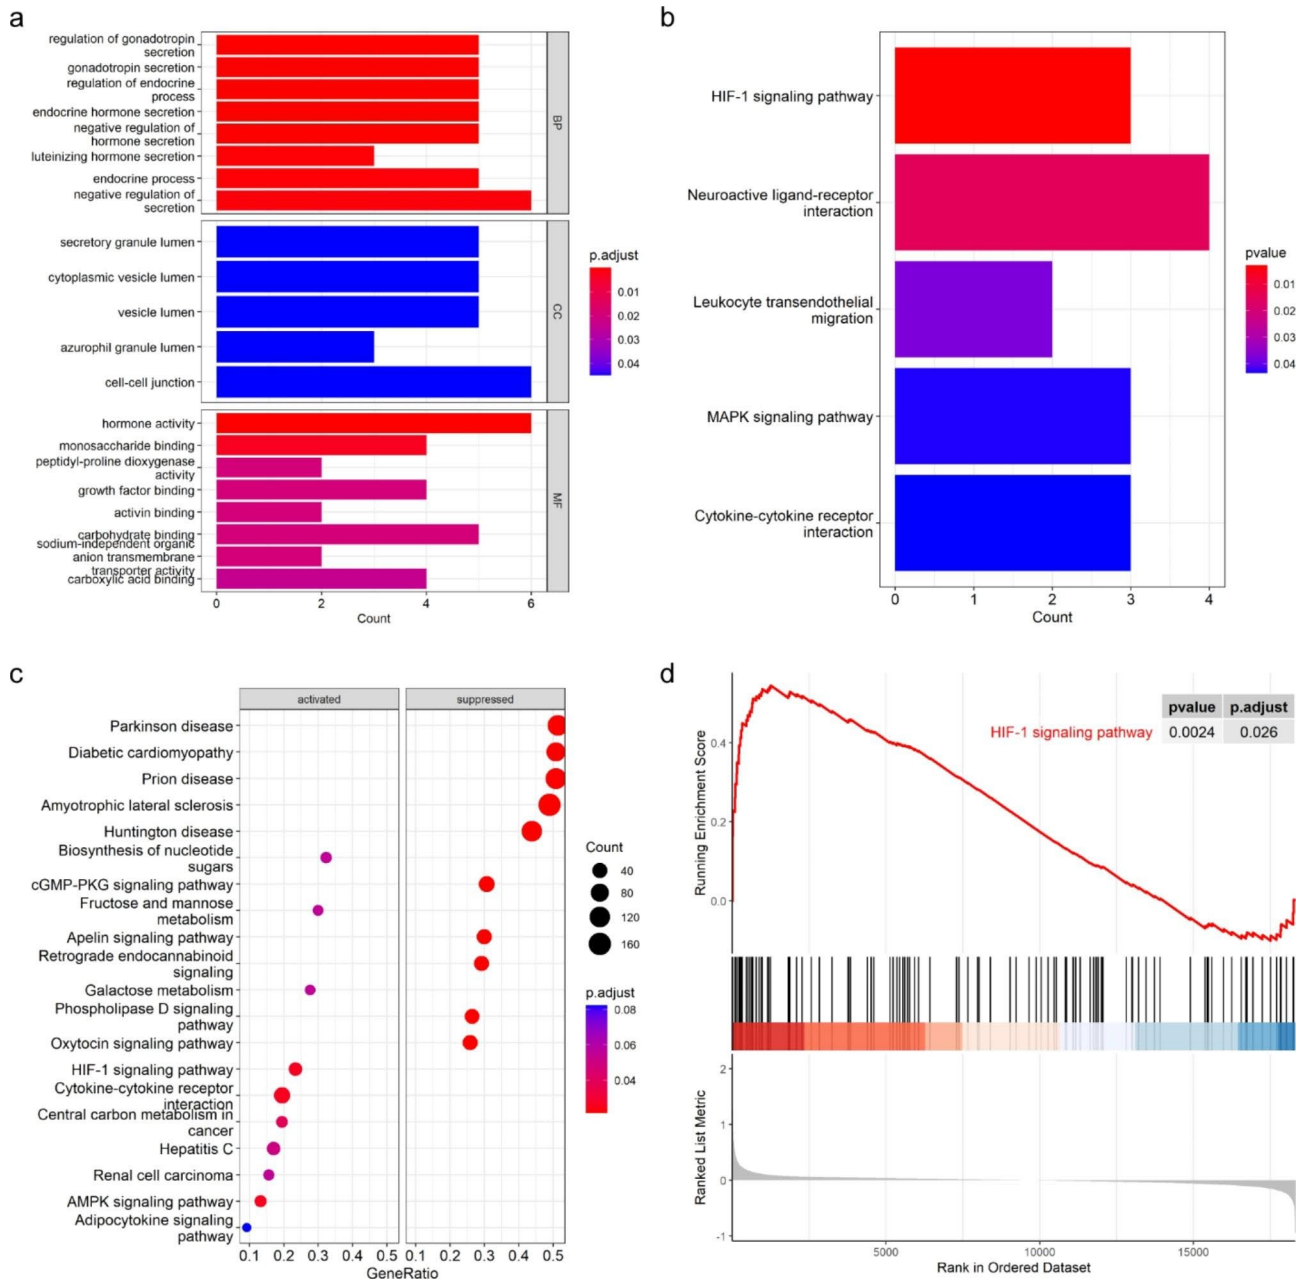 a
regulation of gonadotropin
secretion
gonadotropin secretion
regulation of endocrine
process
endocrine hormone secretion
negative regulation of
hormone secretion
luteinizing hormone secretion
endocrine process
negative regulation of
secretion
BP
secretory granule lumen
cytoplasmic vesicle lumen
vesicle lumen
azurophil granule lumen
cell-cell junction
CC
hormone activity
monosaccharide binding
peptidyl-proline dioxygenase
activity
growth factor binding
activin binding
carbohydrate binding
sodium-independent organic
anion transmembrane
transporter activity
carboxylic acid binding
MF
0 2 4 6
Count
p.adjust
0.01
0.02
0.03
0.04
b
HIF-1 signaling pathway
Neuroactive ligand-receptor
interaction
Leukocyte transendothelial
migration
MAPK signaling pathway
Cytokine-cytokine receptor
interaction
0 1 2 3 4
Count
pvalue
0.01
0.02
0.03
0.04
c
activated suppressed
Parkinson disease
Diabetic cardiomyopathy
Prion disease
Amyotrophic lateral sclerosis
Huntington disease
Biosynthesis of nucleotide
sugars
cGMP-PKG signaling pathway
Fructose and mannose
metabolism
Apelin signaling pathway
Retrograde endocannabinoid
signaling
Galactose metabolism
Phospholipase D signaling
pathway
Oxytocin signaling pathway
HIF-1 signaling pathway
Cytokine-cytokine receptor
interaction
Central carbon metabolism in
cancer
Hepatitis C
Renal cell carcinoma
AMPK signaling pathway
Adipocytokine signaling
pathway
0.1 0.2 0.3 0.4 0.5 0.1 0.2 0.3 0.4 0.5
GeneRatio
Count
40
80
120
160
p.adjust
0.08
0.06
0.04
d
Running Enrichment Score
0.4
0.2
0.0
pvalue p.adjust
HIF-1 signaling pathway 0.0024 0.026
Ranked List Metric
2
1
0
-1
5000 10000 15000
Rank in Ordered Dataset